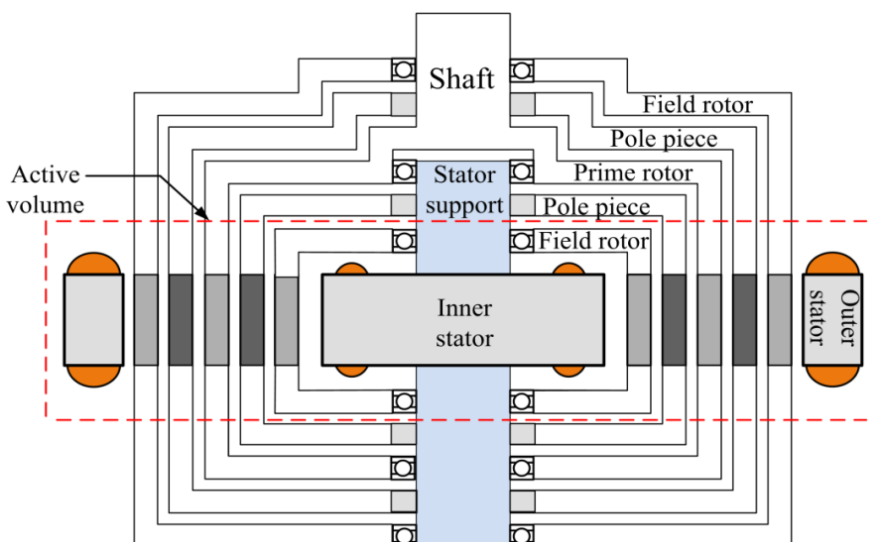 Shaft
Field rotor
Pole piece
Active
volume
Stator
support
Prime rotor
Pole piece
Field rotor
Inner
stator
Outer
stator